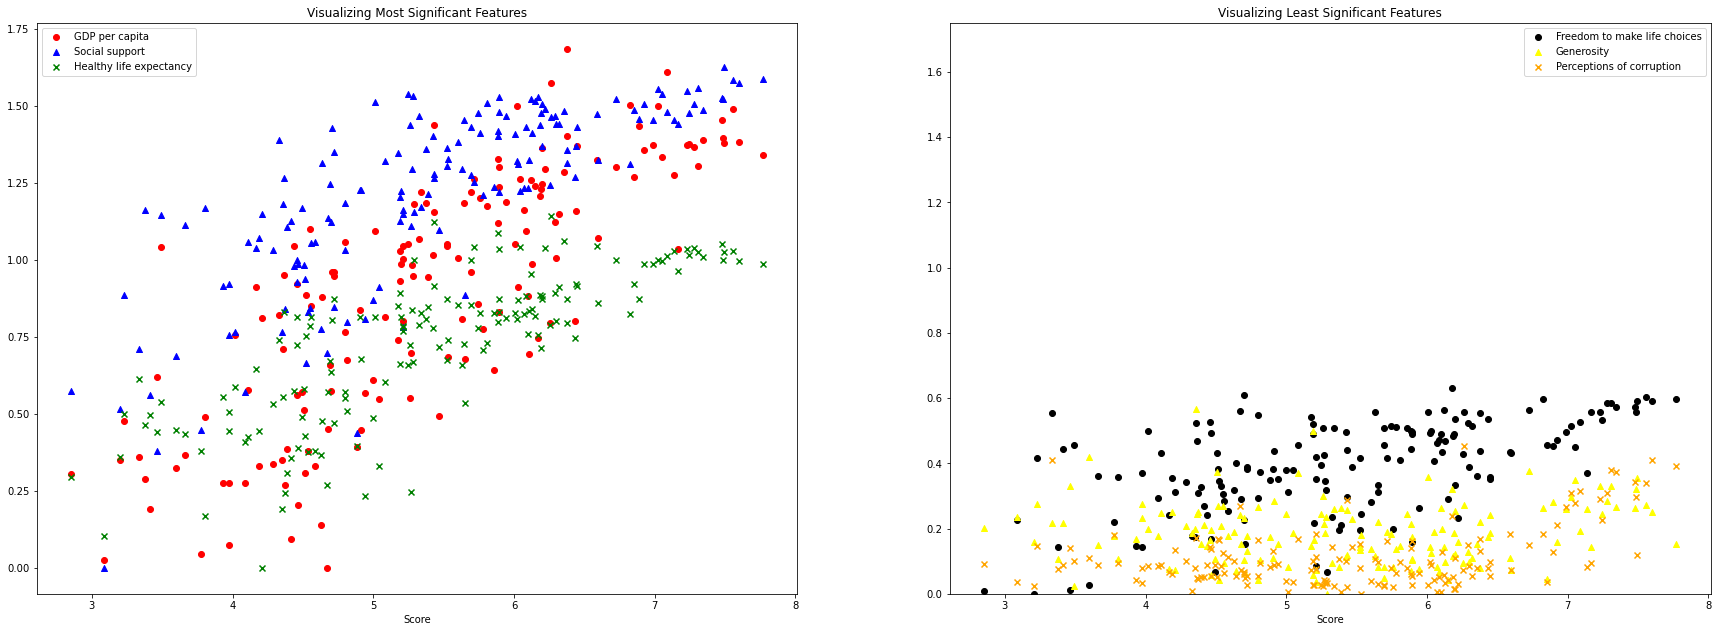 Visualizing Most Significant Features
1.75
1.50
1.25
1.00
0.75
0.50
0.25
0.00
GDP per capita
Social support
Healthy life expectancy
3 4 5 6 7 8
Score
Visualizing Least Significant Features
1.6
1.4
1.2
1.0
0.8
0.6
0.4
0.2
0.0
Freedom to make life choices
Generosity
Perceptions of corruption
3 4 5 6 7 8
Score